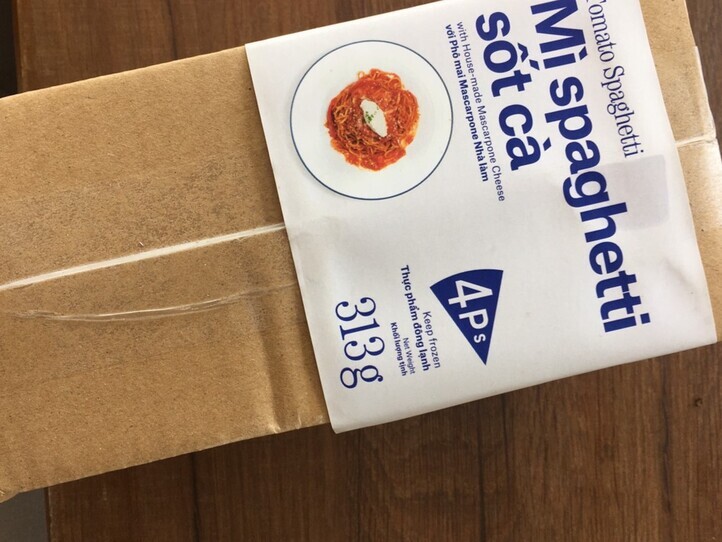 Tomato Spaghetti
Mì spaghetti
sốt cà
with House-made Mascarpone Cheese
với Phô mai Mascarpone Nhà làm
4Ps
Keep frozen
Thực phẩm đông lạnh
Net Weight
Khối lượng tịnh
313g